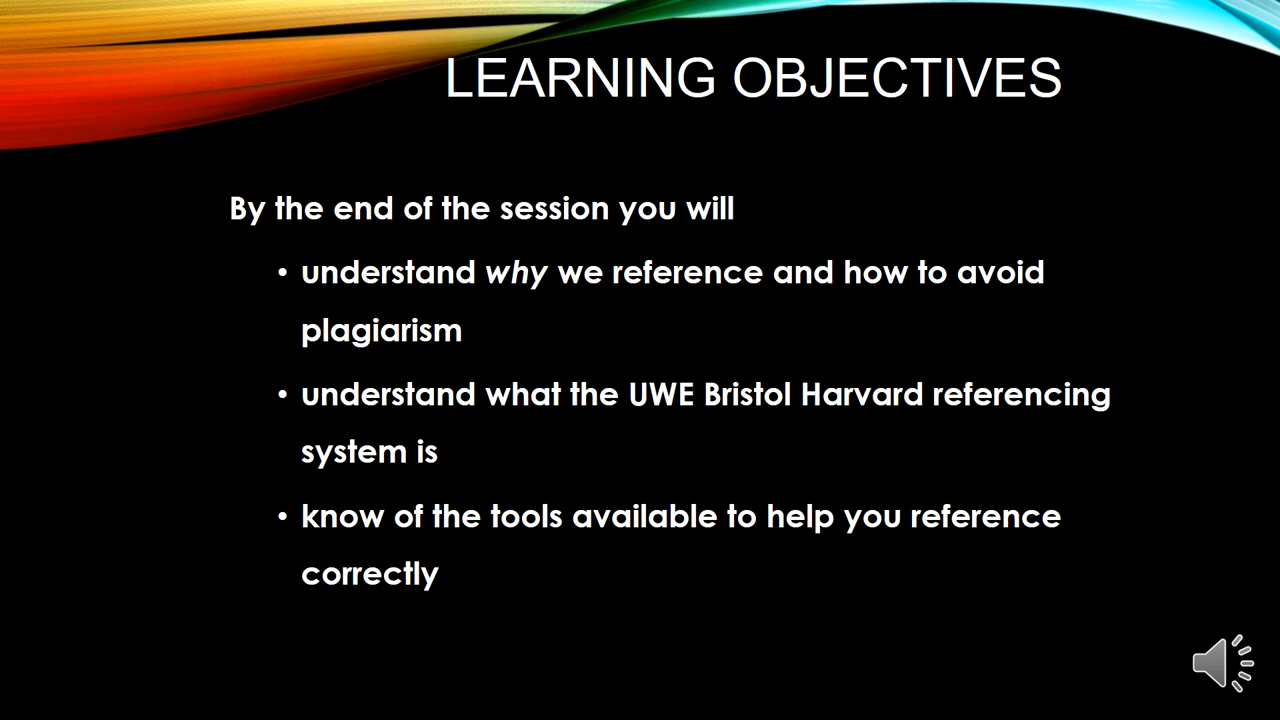 LEARNING OBJECTIVES
By the end of the session you will
• understand why we reference and how to avoid
plagiarism
• understand what the UWE Bristol Harvard referencing
system is
• know of the tools available to help you reference
correctly